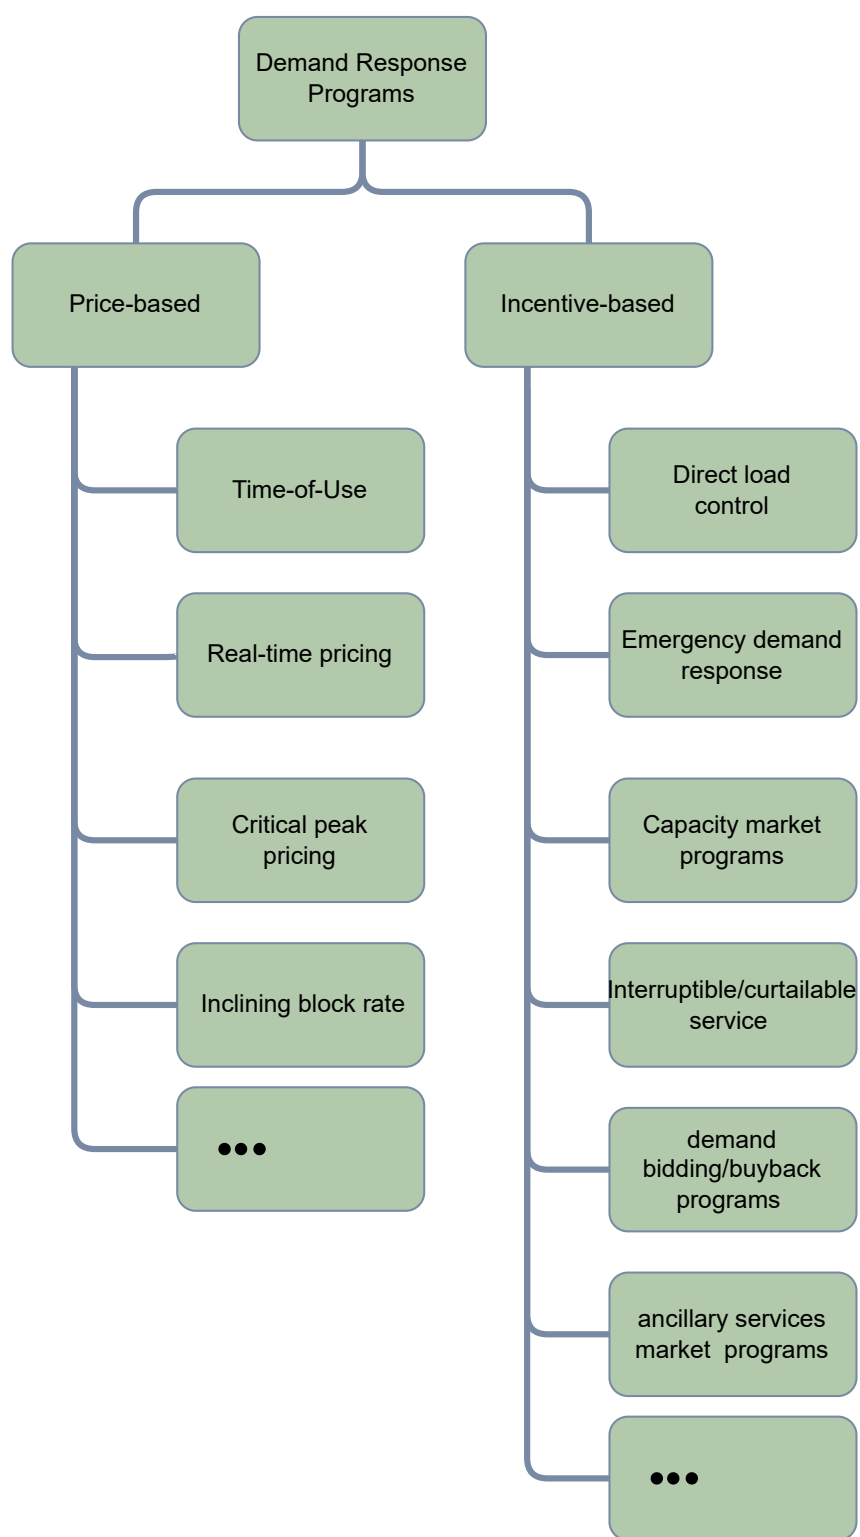 Demand Response
Programs
Price-based
Incentive-based
Time-of-Use
Real-time pricing
Critical peak
pricing
Inclining block rate
•••
Direct load
control
Emergency demand
response
Capacity market
programs
Interruptible/curtailable
service
demand
bidding/buyback
programs
ancillary services
market programs
•••